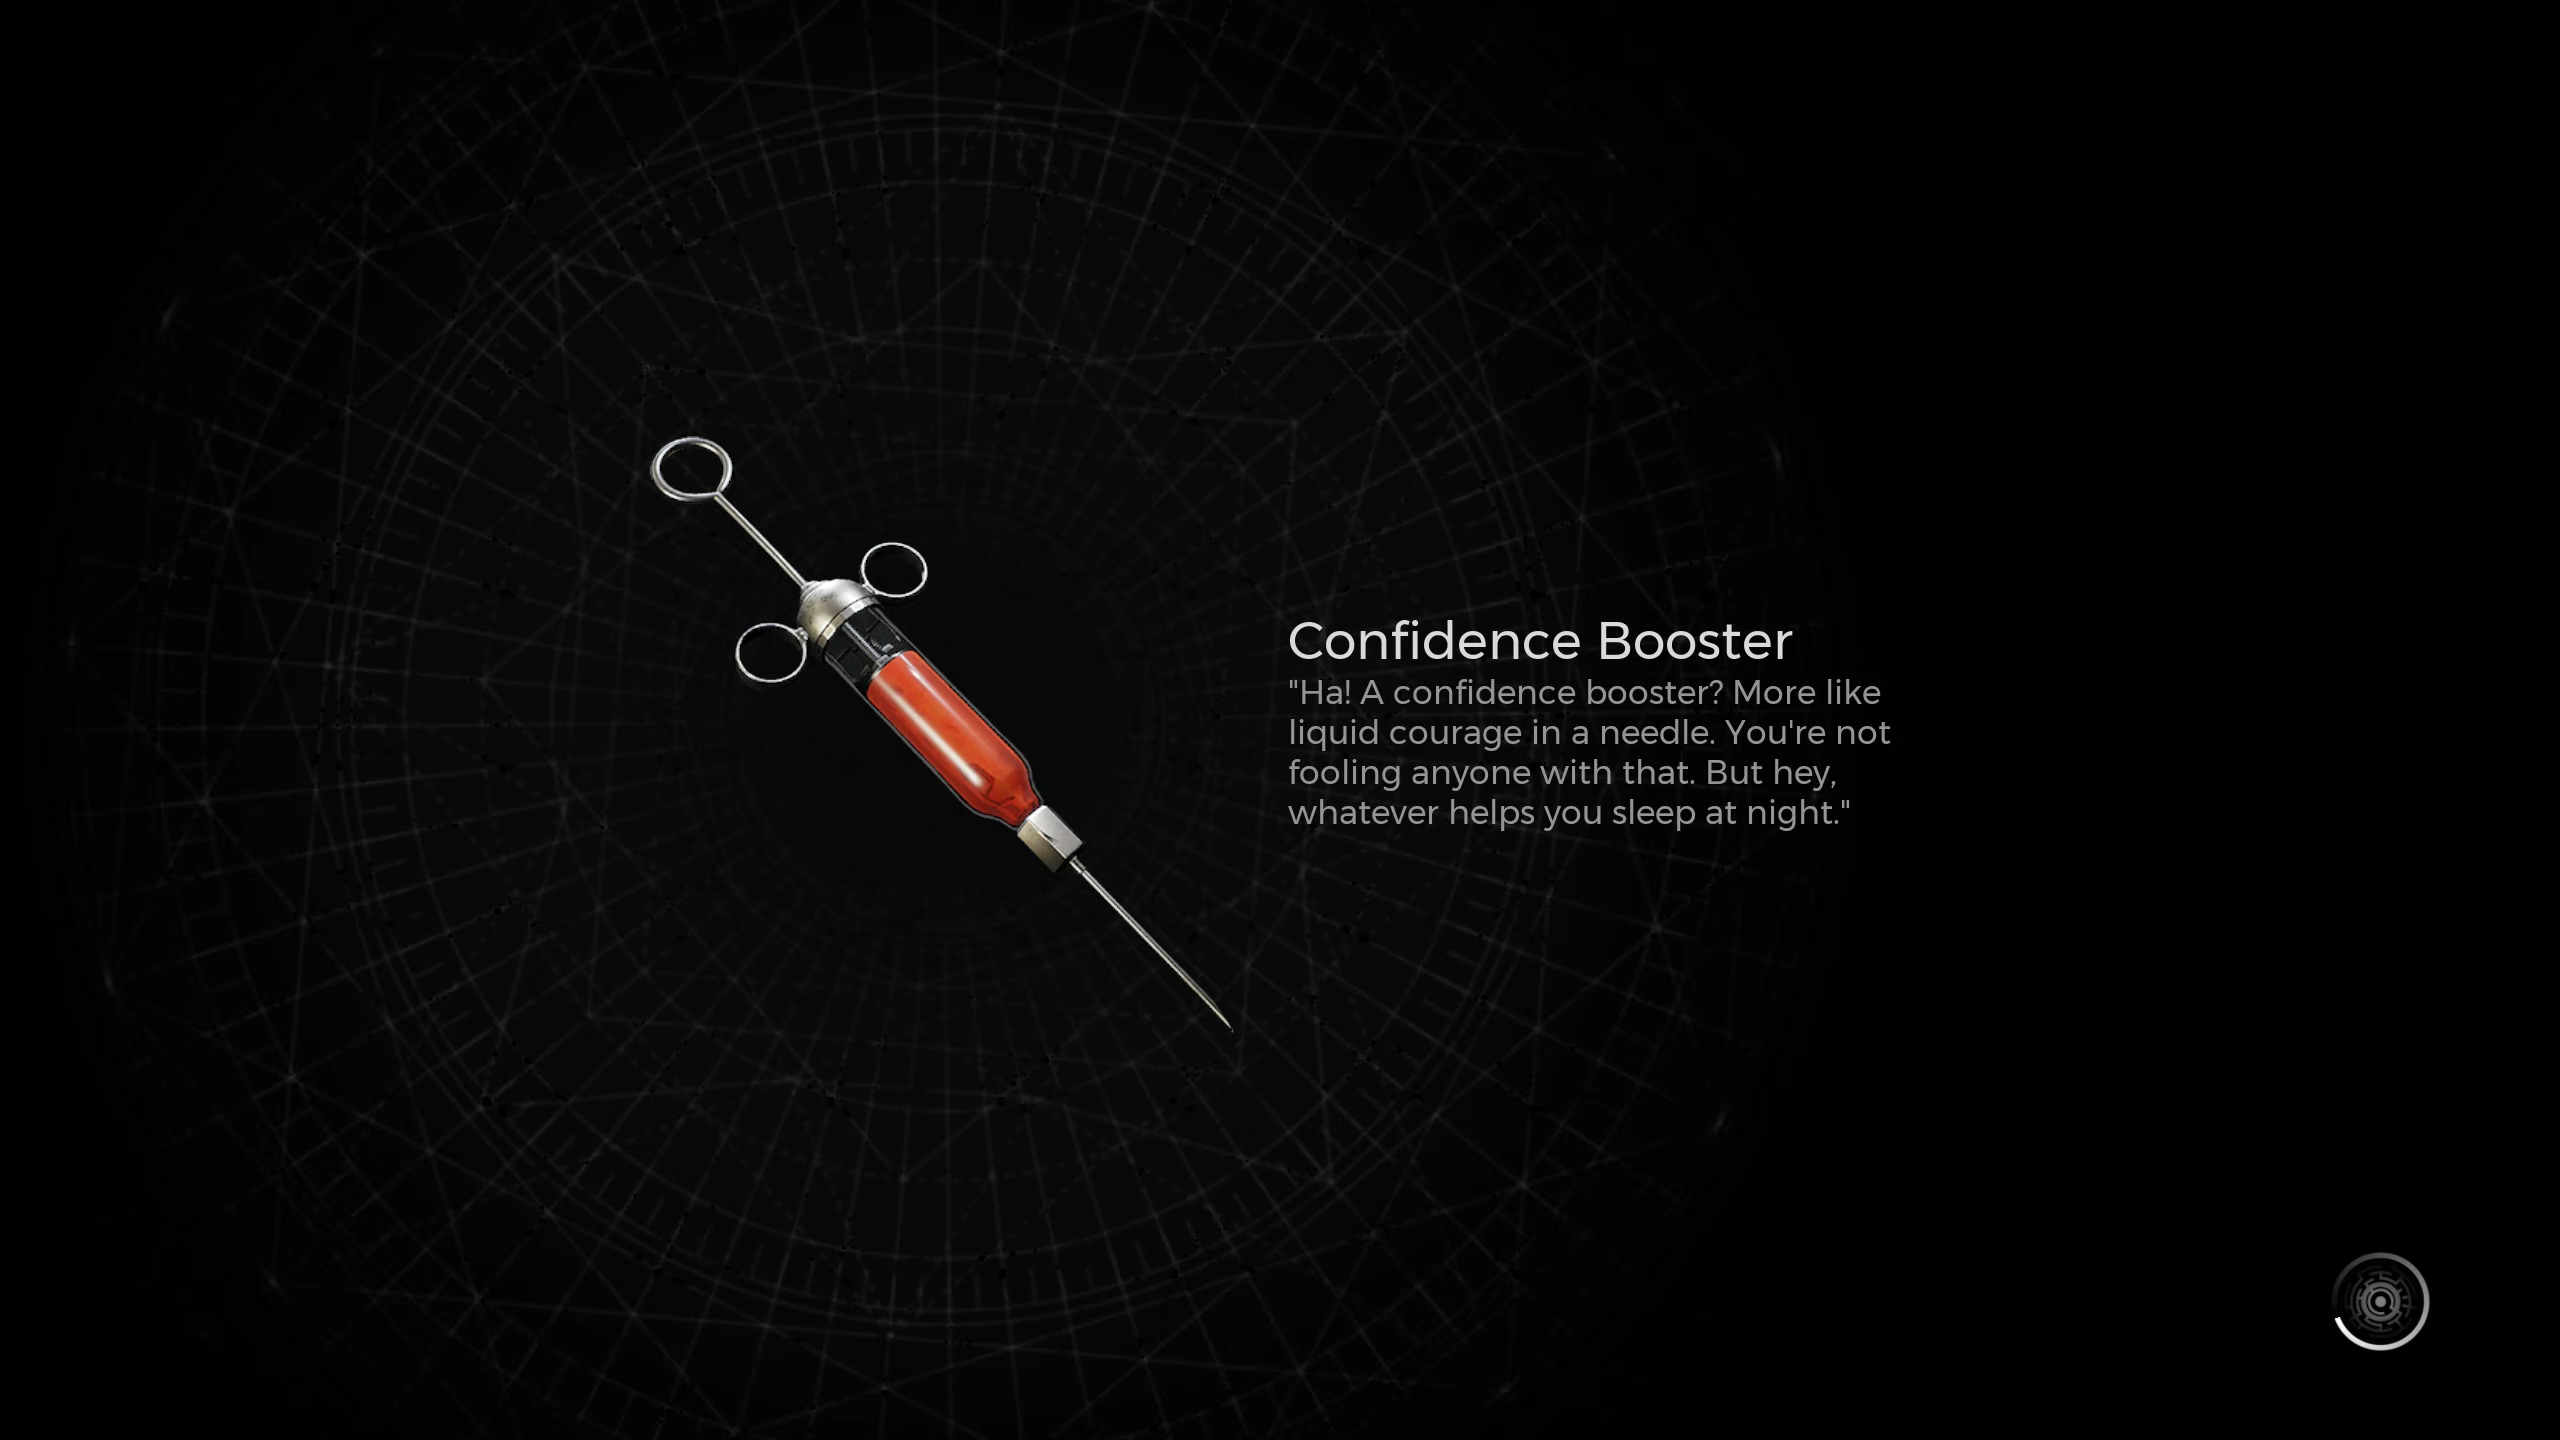 Confidence Booster
"Ha! A confidence booster? More like
liquid courage in a needle. You're not
fooling anyone with that. But hey,
whatever helps you sleep at night."